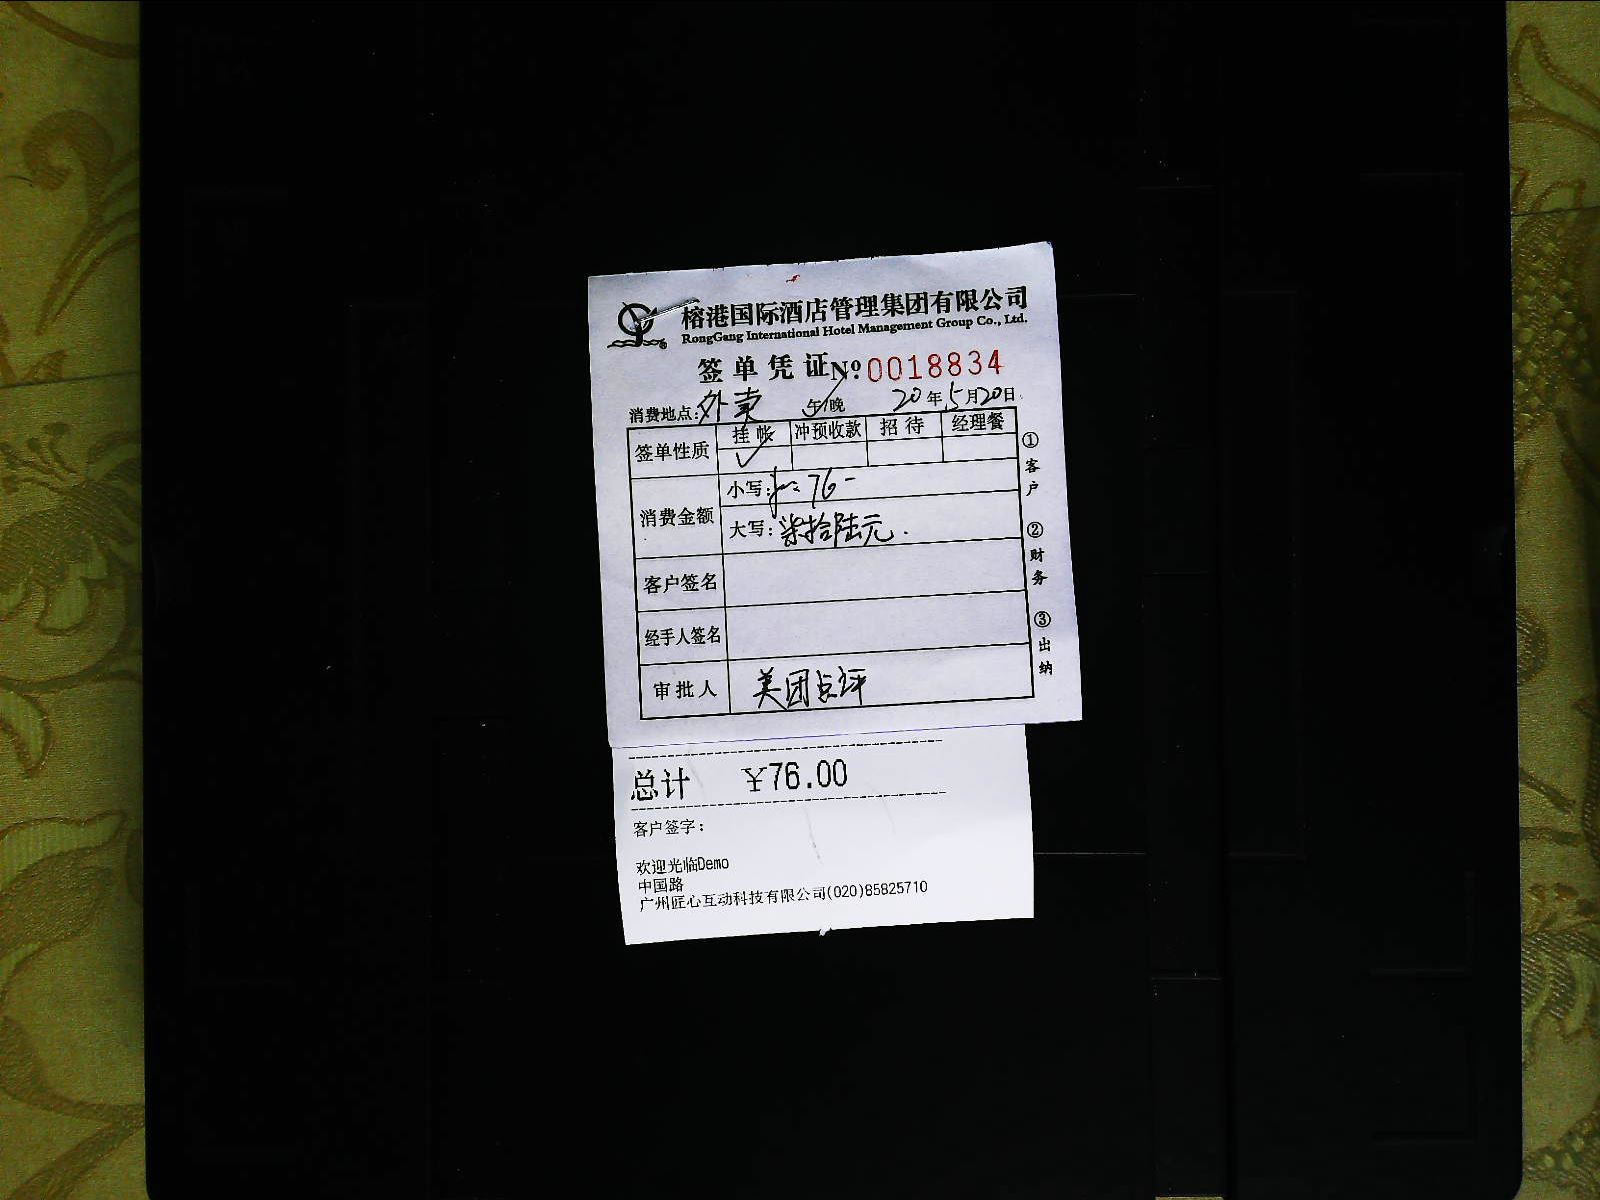 榕港国际酒店管理集团有限公司
RongGang International Hotel Management Group Co., Ltd.
签单凭证 №:0018834
消费地点:外卖 午/晚 20年5月20日
签单性质 挂帐 冲预收款 招待 经理餐
✓
消费金额 小写: 76-
大写:柒拾陆元.
客户签名
经手人签名
审批人 美团点评
①客户 ②财务 ③出纳
总计 ¥76.00
客户签字:
欢迎光临Demo
中国路
广州匠心互动科技有限公司(020)85825710